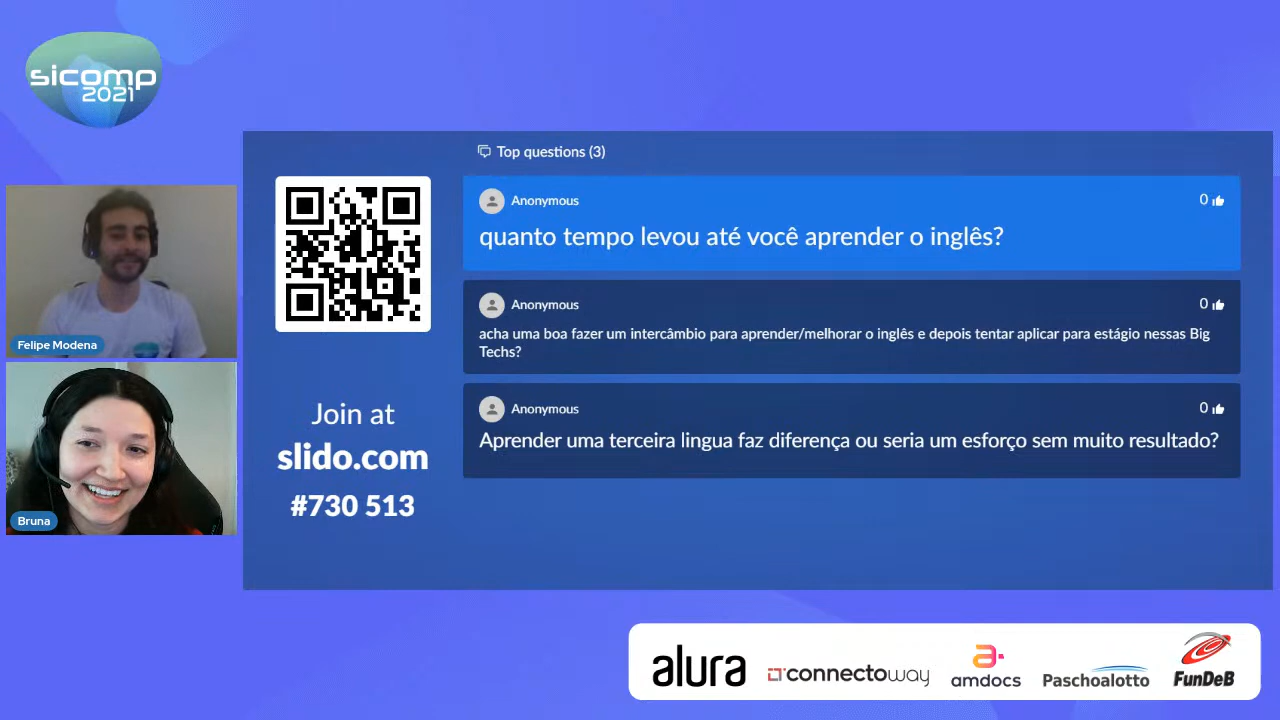 sicomp
2021
Felipe Modena
Bruna
Join at
slido.com
#730 513
Top questions (3)
Anonymous
0
quanto tempo levou até você aprender o inglês?
Anonymous
0
acha uma boa fazer um intercâmbio para aprender/melhorar o inglês e depois tentar aplicar para estágio nessas Big
Techs?
Anonymous
0
Aprender uma terceira lingua faz diferença ou seria um esforço sem muito resultado?
alura
connectoway
amdocs
Paschoalotto
FunDeB